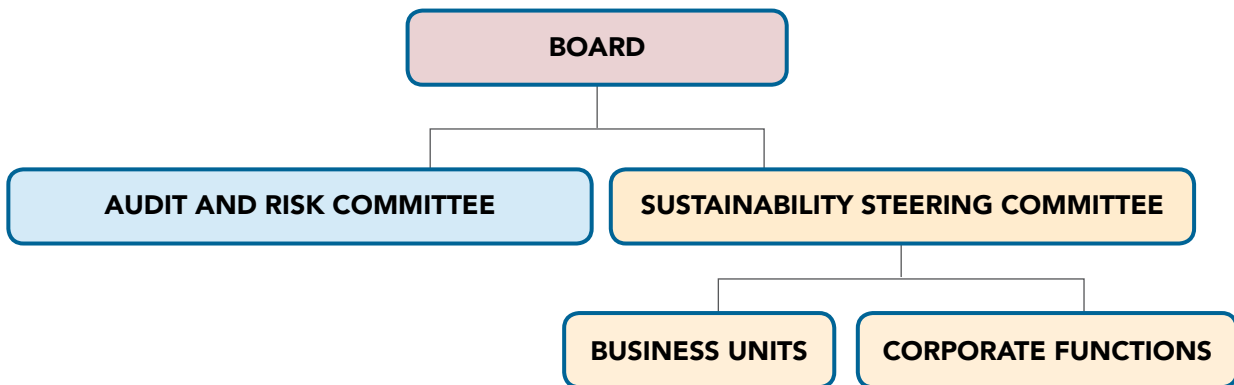 BOARD
AUDIT AND RISK COMMITTEE
SUSTAINABILITY STEERING COMMITTEE
BUSINESS UNITS
CORPORATE FUNCTIONS